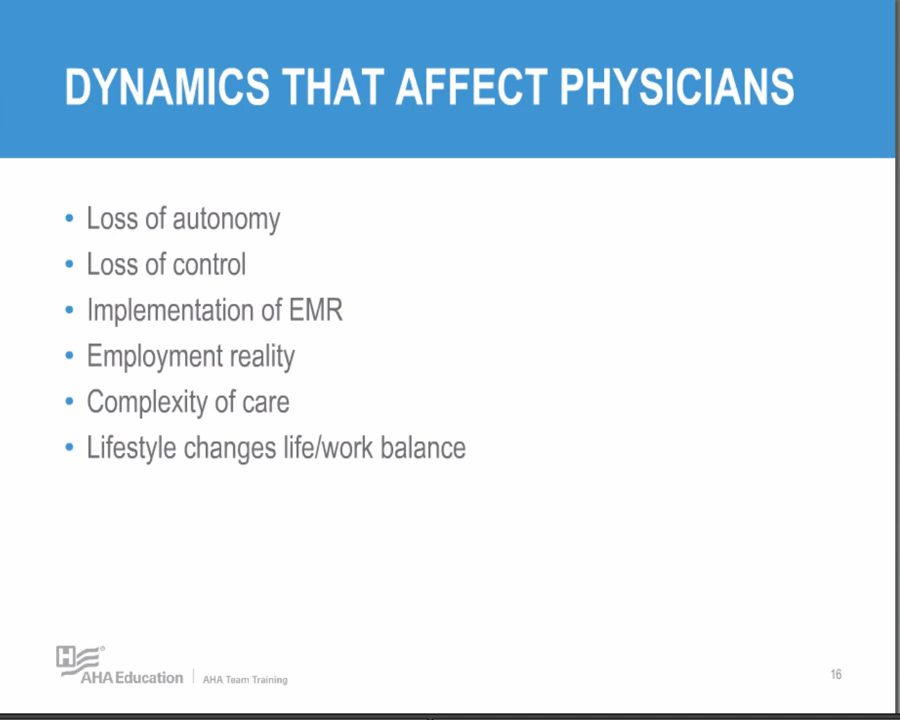 DYNAMICS THAT AFFECT PHYSICIANS
• Loss of autonomy
• Loss of control
• Implementation of EMR
• Employment reality
• Complexity of care
• Lifestyle changes life/work balance
H®
AHA Education | AHA Team Training
16